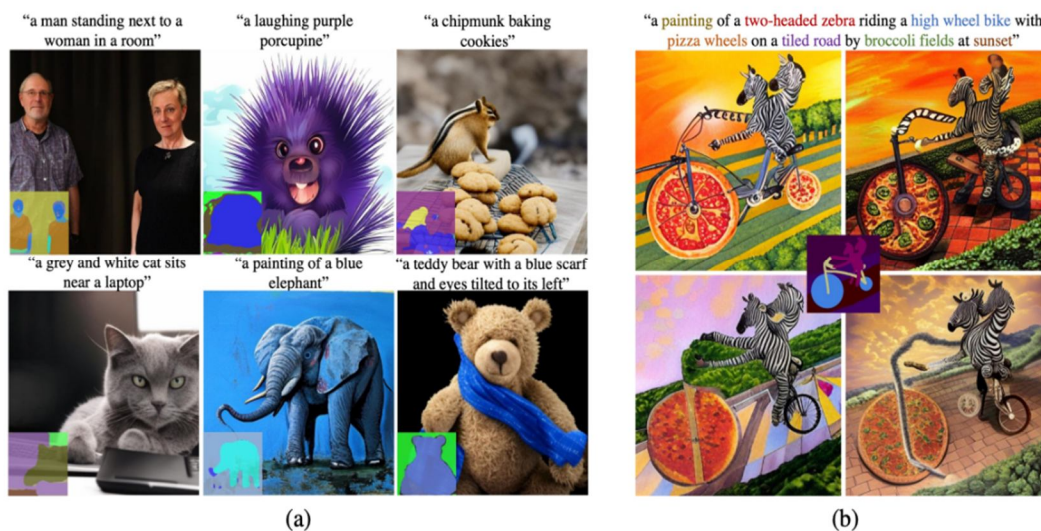 “a man standing next to a
woman in a room”
“a laughing purple
porcupine”
“a chipmunk baking
cookies”
“a grey and white cat sits
near a laptop”
“a painting of a blue
elephant”
“a teddy bear with a blue scarf
and eyes tilted to its left”
(a)
“a painting of a two-headed zebra riding a high wheel bike with
pizza wheels on a tiled road by broccoli fields at sunset”
(b)